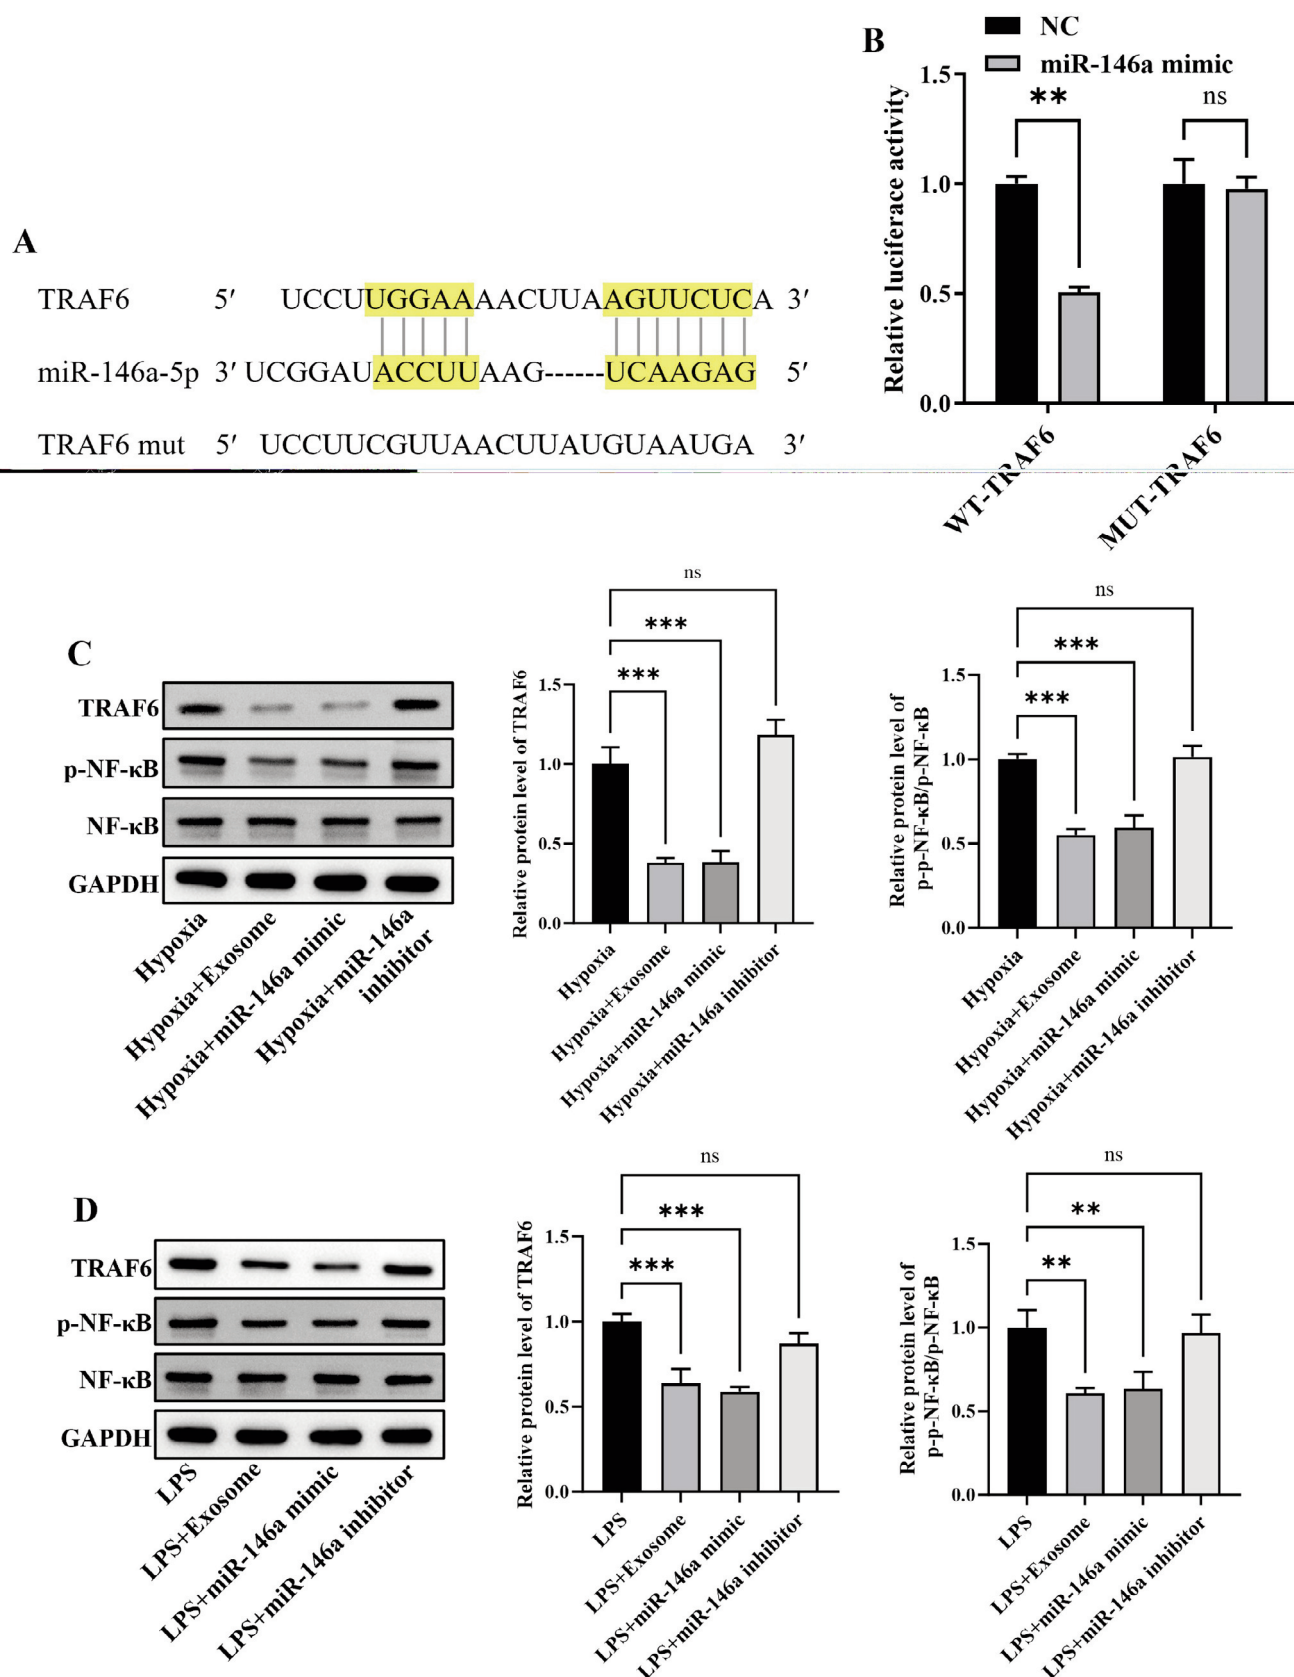 A
TRAF6 5′ UCCUUGGAAAACUUAAGUUCUCA 3′
miR-146a-5p 3′ UCGGAUACCUUAAG------UCAAGAG 5′
TRAF6 mut 5′ UCCUUCGUUAACUUAUGUAAUGA 3′
B
NC
miR-146a mimic
Relative luciferace activity
1.5
1.0
0.5
0.0
**
ns
WT-TRAF6
MUT-TRAF6
C
TRAF6
p-NF-κB
NF-κB
GAPDH
Hypoxia
Hypoxia+Exosome
Hypoxia+miR-146a mimic
Hypoxia+miR-146a
inhibitor
Relative protein level of TRAF6
1.5
1.0
0.5
0.0
ns
***
***
Hypoxia
Hypoxia+Exosome
Hypoxia+miR-146a mimic
Hypoxia+miR-146a inhibitor
Relative protein level of
p-p-NF-κB/p-NF-κB
1.5
1.0
0.5
0.0
ns
***
***
Hypoxia
Hypoxia+Exosome
Hypoxia+miR-146a mimic
Hypoxia+miR-146a inhibitor
D
TRAF6
p-NF-κB
NF-κB
GAPDH
LPS
LPS+Exosome
LPS+miR-146a mimic
LPS+miR-146a inhibitor
Relative protein level of TRAF6
1.5
1.0
0.5
0.0
ns
***
***
LPS
LPS+Exosome
LPS+miR-146a mimic
LPS+miR-146a inhibitor
Relative protein level of
p-p-NF-κB/p-NF-κB
1.5
1.0
0.5
0.0
ns
**
**
LPS
LPS+Exosome
LPS+miR-146a mimic
LPS+miR-146a inhibitor